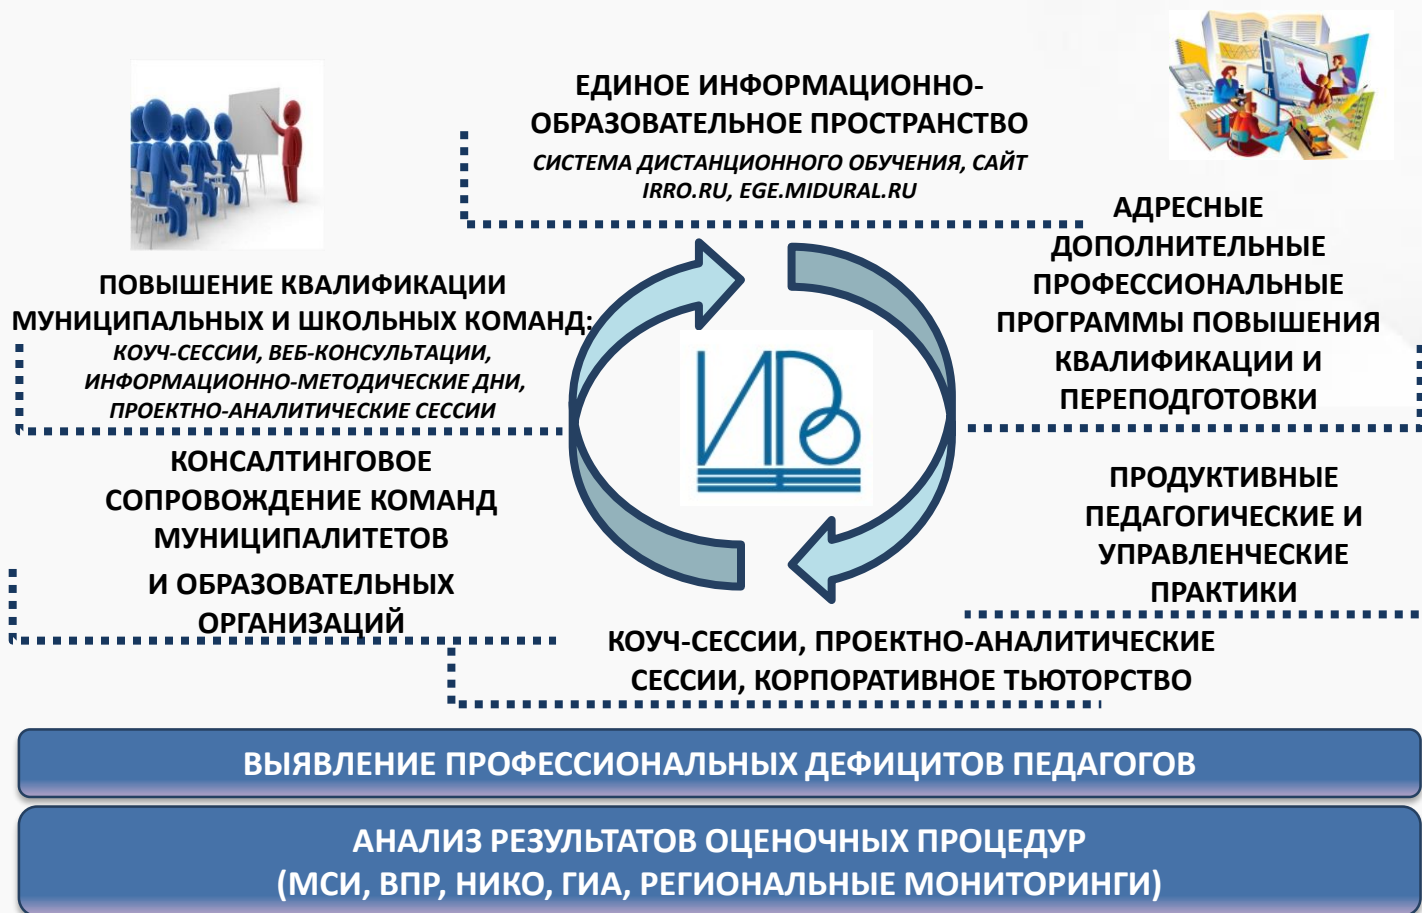 ЕДИНОЕ ИНФОРМАЦИОННО-
ОБРАЗОВАТЕЛЬНОЕ ПРОСТРАНСТВО
СИСТЕМА ДИСТАНЦИОННОГО ОБУЧЕНИЯ, САЙТ
IRRO.RU, EGE.MIDURAL.RU
АДРЕСНЫЕ
ДОПОЛНИТЕЛЬНЫЕ
ПРОФЕССИОНАЛЬНЫЕ
ПРОГРАММЫ ПОВЫШЕНИЯ
КВАЛИФИКАЦИИ И
ПЕРЕПОДГОТОВКИ
ПОВЫШЕНИЕ КВАЛИФИКАЦИИ
МУНИЦИПАЛЬНЫХ И ШКОЛЬНЫХ КОМАНД:
КОУЧ-СЕССИИ, ВЕБ-КОНСУЛЬТАЦИИ,
ИНФОРМАЦИОННО-МЕТОДИЧЕСКИЕ ДНИ,
ПРОЕКТНО-АНАЛИТИЧЕСКИЕ СЕССИИ
ИРО
КОНСАЛТИНГОВОЕ
СОПРОВОЖДЕНИЕ КОМАНД
МУНИЦИПАЛИТЕТОВ
И ОБРАЗОВАТЕЛЬНЫХ
ОРГАНИЗАЦИЙ
ПРОДУКТИВНЫЕ
ПЕДАГОГИЧЕСКИЕ И
УПРАВЛЕНЧЕСКИЕ
ПРАКТИКИ
КОУЧ-СЕССИИ, ПРОЕКТНО-АНАЛИТИЧЕСКИЕ
СЕССИИ, КОРПОРАТИВНОЕ ТЬЮТОРСТВО
ВЫЯВЛЕНИЕ ПРОФЕССИОНАЛЬНЫХ ДЕФИЦИТОВ ПЕДАГОГОВ
АНАЛИЗ РЕЗУЛЬТАТОВ ОЦЕНОЧНЫХ ПРОЦЕДУР
(МСИ, ВПР, НИКО, ГИА, РЕГИОНАЛЬНЫЕ МОНИТОРИНГИ)